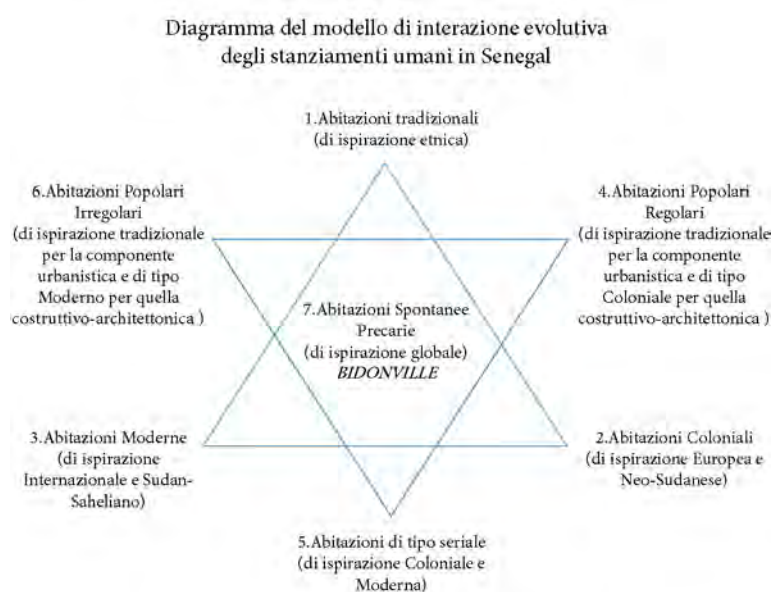 Diagramma del modello di interazione evolutiva
degli stanziamenti umani in Senegal
1.Abitazioni tradizionali
(di ispirazione etnica)
6.Abitazioni Popolari
Irregolari
(di ispirazione tradizionale
per la componente
urbanistica e di tipo
Moderno per quella
costruttivo-architettonica )
4.Abitazioni Popolari
Regolari
(di ispirazione tradizionale
per la componente
urbanistica e di tipo
Coloniale per quella
costruttivo-architettonica )
7.Abitazioni Spontanee
Precarie
(di ispirazione globale)
BIDONVILLE
3.Abitazioni Moderne
(di ispirazione
Internazionale e Sudan-
Saheliano)
2.Abitazioni Coloniali
(di ispirazione Europea e
Neo-Sudanese)
5.Abitazioni di tipo seriale
(di ispirazione Coloniale e
Moderna)